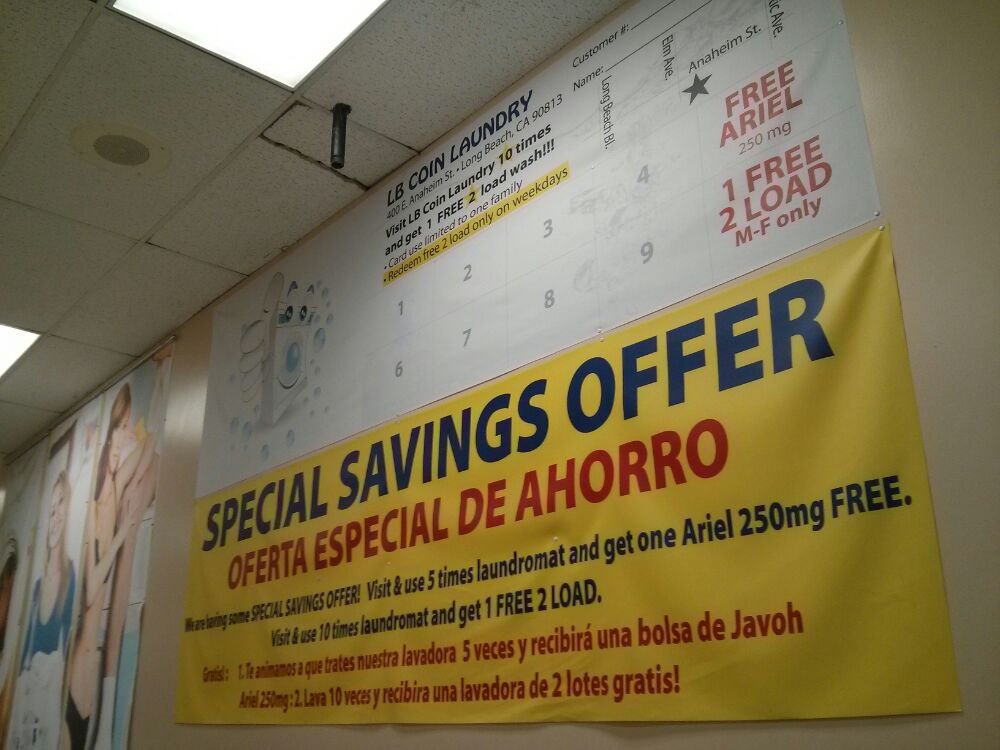 LB COIN LAUNDRY
400 E. Anaheim St. • Long Beach, CA 90813
Visit LB Coin Laundry 10 times
and get 1 FREE 2 load wash!!!
• Card use limited to one family
• Redeem free 2 load only on weekdays
Customer #:
Name:
Long Beach Bl.
Elm Ave.
Anaheim St.
Ave.
1 2 3 4 FREE ARIEL
250 mg
6 7 8 9 1 FREE
2 LOAD
M-F only
SPECIAL SAVINGS OFFER
OFERTA ESPECIAL DE AHORRO
We are having some SPECIAL SAVINGS OFFER! Visit & use 5 times laundromat and get one Ariel 250mg FREE.
Visit & use 10 times laundromat and get 1 FREE 2 LOAD.
Gratis! : 1. Te animamos a que trates nuestra lavadora 5 veces y recibirá una bolsa de Javoh
Ariel 250mg : 2. Lava 10 veces y recibira una lavadora de 2 lotes gratis!